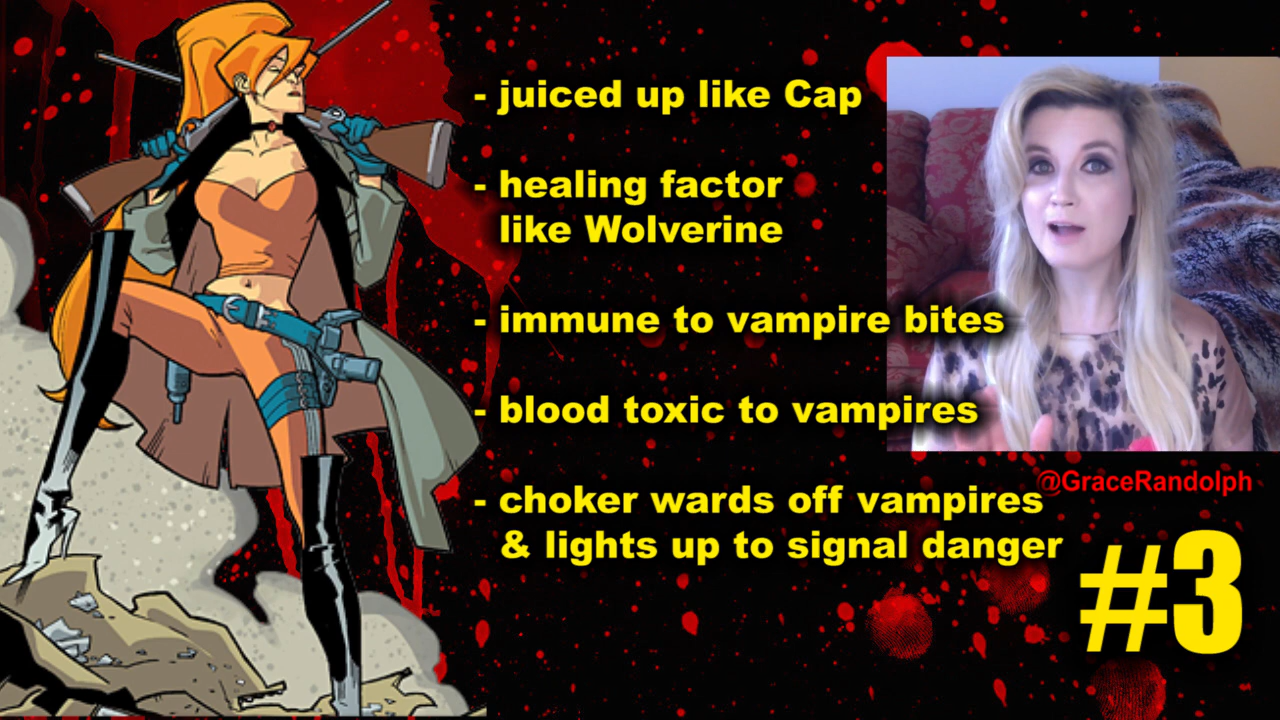 - juiced up like Cap
- healing factor
like Wolverine
- immune to vampire bites
- blood toxic to vampires
- choker wards off vampires
& lights up to signal danger
@GraceRandolph
#3